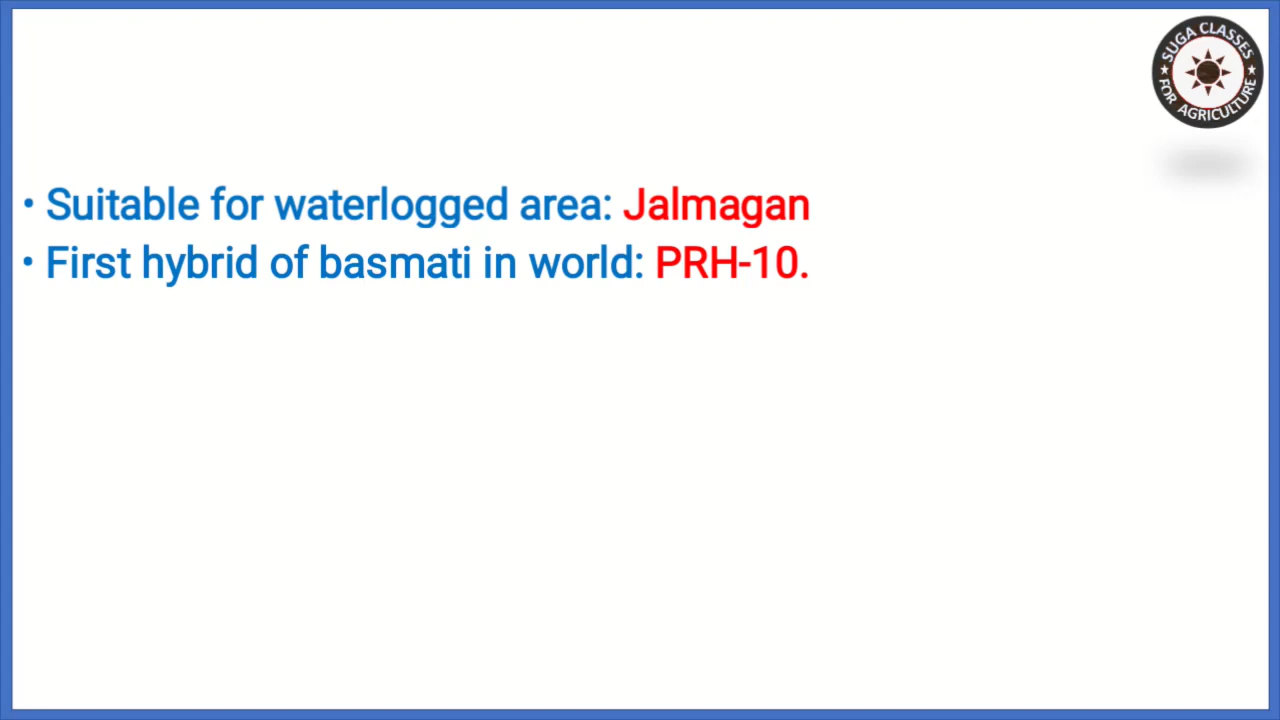 SUGA CLASSES
FOR AGRICULTURE
• Suitable for waterlogged area: Jalmagan
• First hybrid of basmati in world: PRH-10.